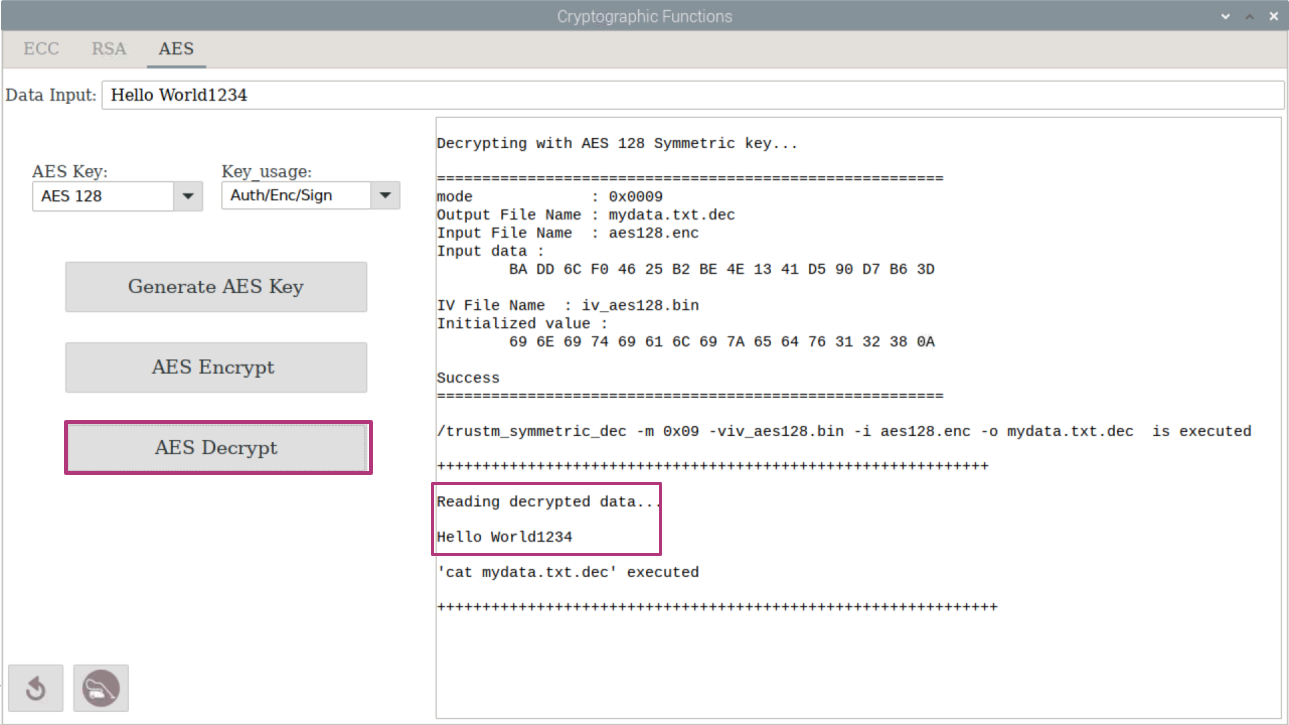 Cryptographic Functions
ECC RSA AES
Data Input: Hello World1234
AES Key:
AES 128
Key_usage:
Auth/Enc/Sign
Generate AES Key
AES Encrypt
AES Decrypt
Decrypting with AES 128 Symmetric key...
========================================================
mode             : 0x0009
Output File Name : mydata.txt.dec
Input File Name  : aes128.enc
Input data :
        BA DD 6C F0 46 25 B2 BE 4E 13 41 D5 90 D7 B6 3D
IV File Name  : iv_aes128.bin
Initialized value :
        69 6E 69 74 69 61 6C 69 7A 65 64 76 31 32 38 0A
Success
========================================================
/trustm_symmetric_dec -m 0x09 -viv_aes128.bin -i aes128.enc -o mydata.txt.dec  is executed
+++++++++++++++++++++++++++++++++++++++++++++++++++++++++++++
Reading decrypted data...
Hello World1234
'cat mydata.txt.dec' executed
++++++++++++++++++++++++++++++++++++++++++++++++++++++++++++++